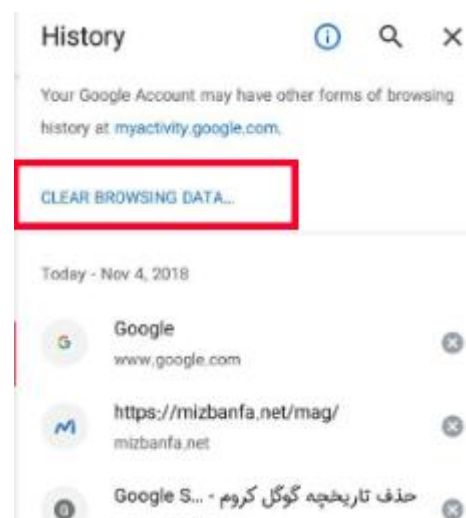 History
Your Google Account may have other forms of browsing
history at myactivity.google.com.
CLEAR BROWSING DATA...
Today - Nov 4, 2018
Google
www.google.com
https://mizbanfa.net/mag/
mizbanfa.net
حذف تاریخچه گوگل کروم - Google S...